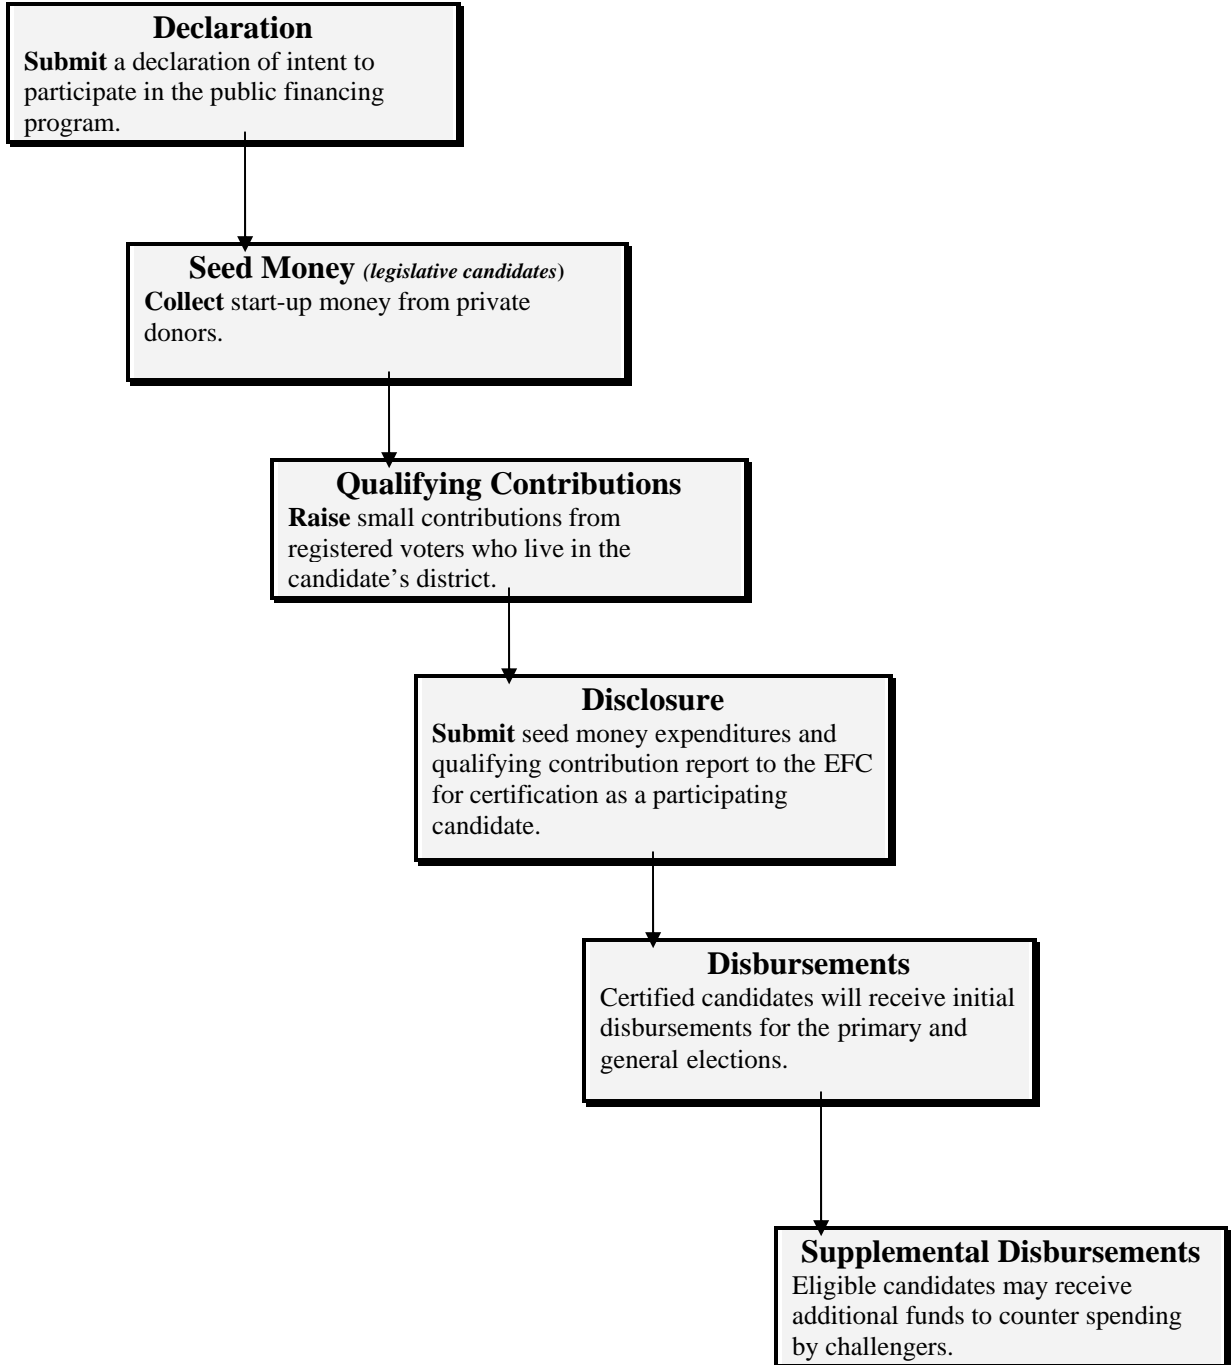 Declaration
Submit a declaration of intent to
participate in the public financing
program.
Seed Money (legislative candidates)
Collect start-up money from private
donors.
Qualifying Contributions
Raise small contributions from
registered voters who live in the
candidate’s district.
Disclosure
Submit seed money expenditures and
qualifying contribution report to the EFC
for certification as a participating
candidate.
Disbursements
Certified candidates will receive initial
disbursements for the primary and
general elections.
Supplemental Disbursements
Eligible candidates may receive
additional funds to counter spending
by challengers.